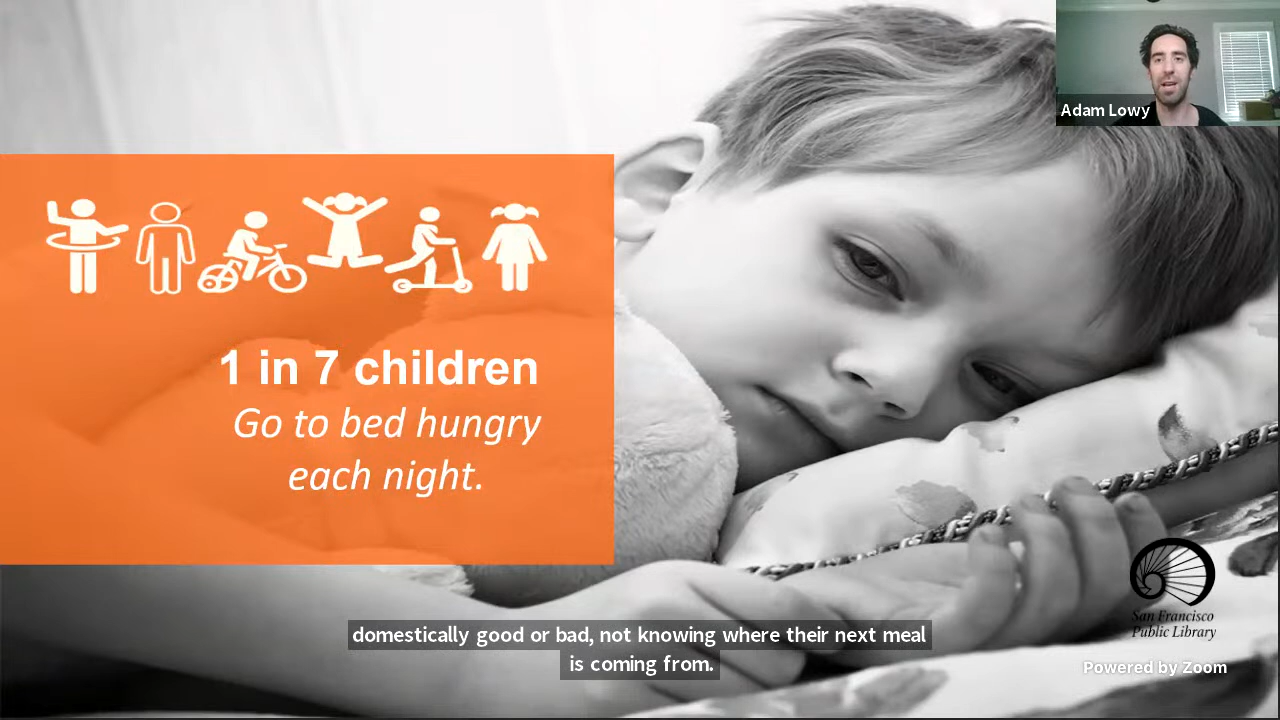 Adam Lowy
1 in 7 children
Go to bed hungry
each night.
domestically good or bad, not knowing where their next meal
is coming from.
San Francisco
Public Library
Powered by Zoom